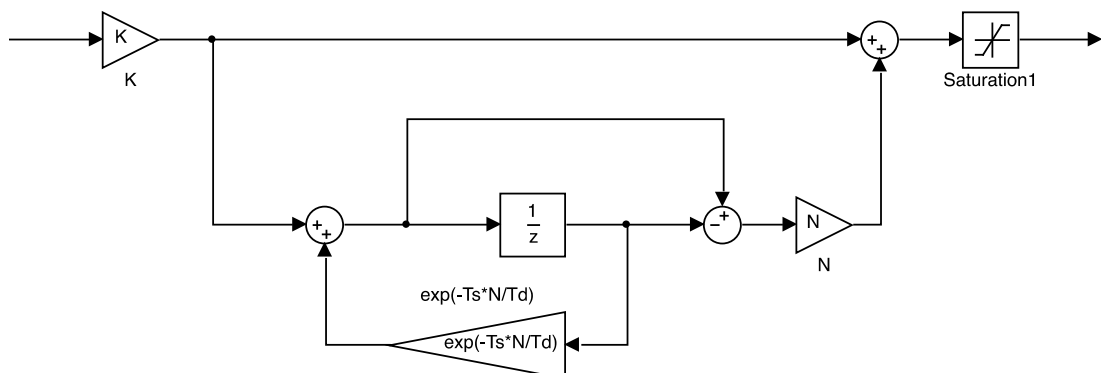 K
K
+
+
Saturation1
+
+
1
z
−
+
N
N
exp(-Ts*N/Td)
exp(-Ts*N/Td)